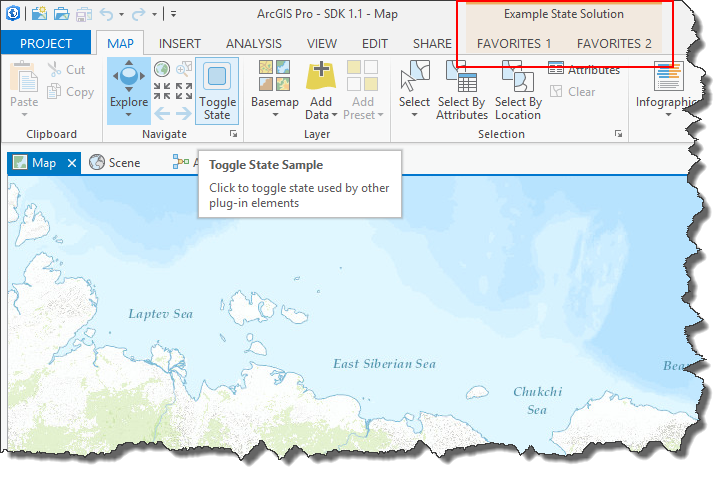 ArcGIS Pro - SDK 1.1 - Map
Example State Solution
PROJECT MAP INSERT ANALYSIS VIEW EDIT SHARE FAVORITES 1 FAVORITES 2
Paste
Cut
Copy
Clipboard
Explore
Toggle
State
Navigate
Basemap
Add
Data
Add
Preset
Layer
Select
Select By
Attributes
Select By
Location
Attributes
Clear
Selection
Infographic
Map
Scene
Toggle State Sample
Click to toggle state used by other
plug-in elements
Laptev Sea
East Siberian Sea
Chukchi
Sea
Bea